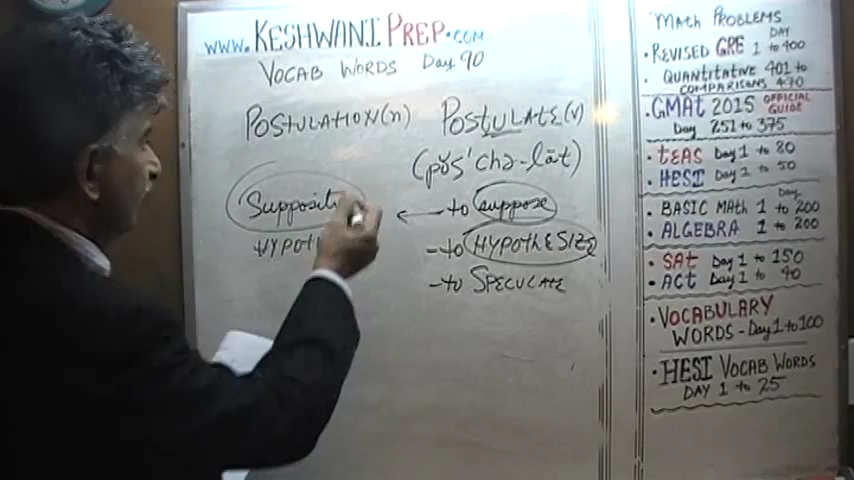 www.KESHWANIPREP.COM
VOCAB WORDS Day 90
POSTULATION(n) POSTULATE(v)
(pŏs'chə-lāt)
to suppose
-to HYPOTHESIZE
-to SPECULATE
MATH PROBLEMS
DAY
• REVISED GRE 1 to 400
• QUANTITATIVE 401 to
COMPARISONS 470
• GMAT 2015 OFFICIAL
GUIDE
Day 251 to 375
• TEAS Day 1 to 80
• HESI Day 1 to 50
Day
• BASIC MATH 1 to 200
• ALGEBRA 1 to 200
• SAT Day 1 to 150
• ACT Day 1 to 90
• VOCABULARY
WORDS - Day 1 to 100
• HESI VOCAB WORDS
DAY 1 to 25